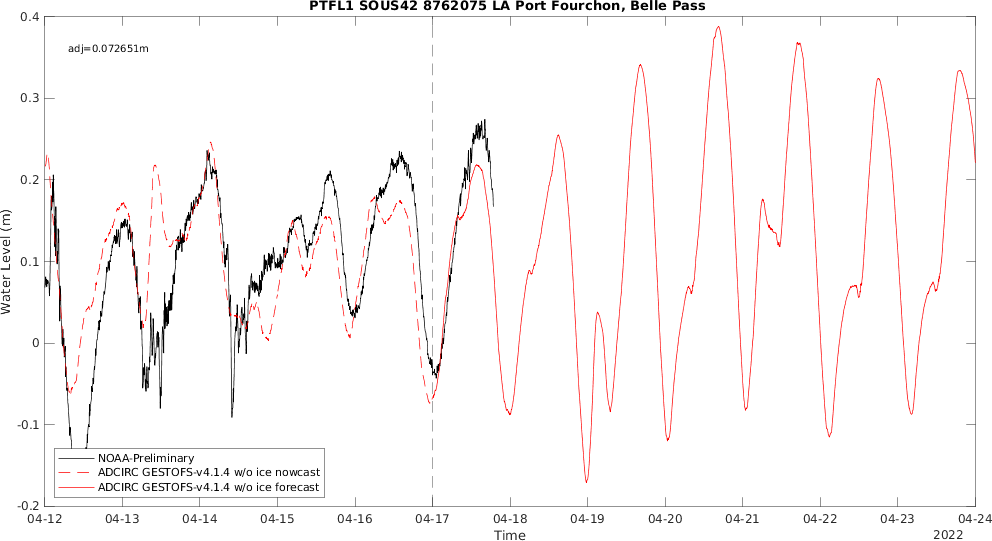 PTFL1 SOUS42 8762075 LA Port Fourchon, Belle Pass
adj=0.072651m
Water Level (m)
0.4
0.3
0.2
0.1
0
-0.1
-0.2
NOAA-Preliminary
ADCIRC GESTOFS-v4.1.4 w/o ice nowcast
ADCIRC GESTOFS-v4.1.4 w/o ice forecast
04-12 04-13 04-14 04-15 04-16 04-17 04-18 04-19 04-20 04-21 04-22 04-23 04-24
Time
2022